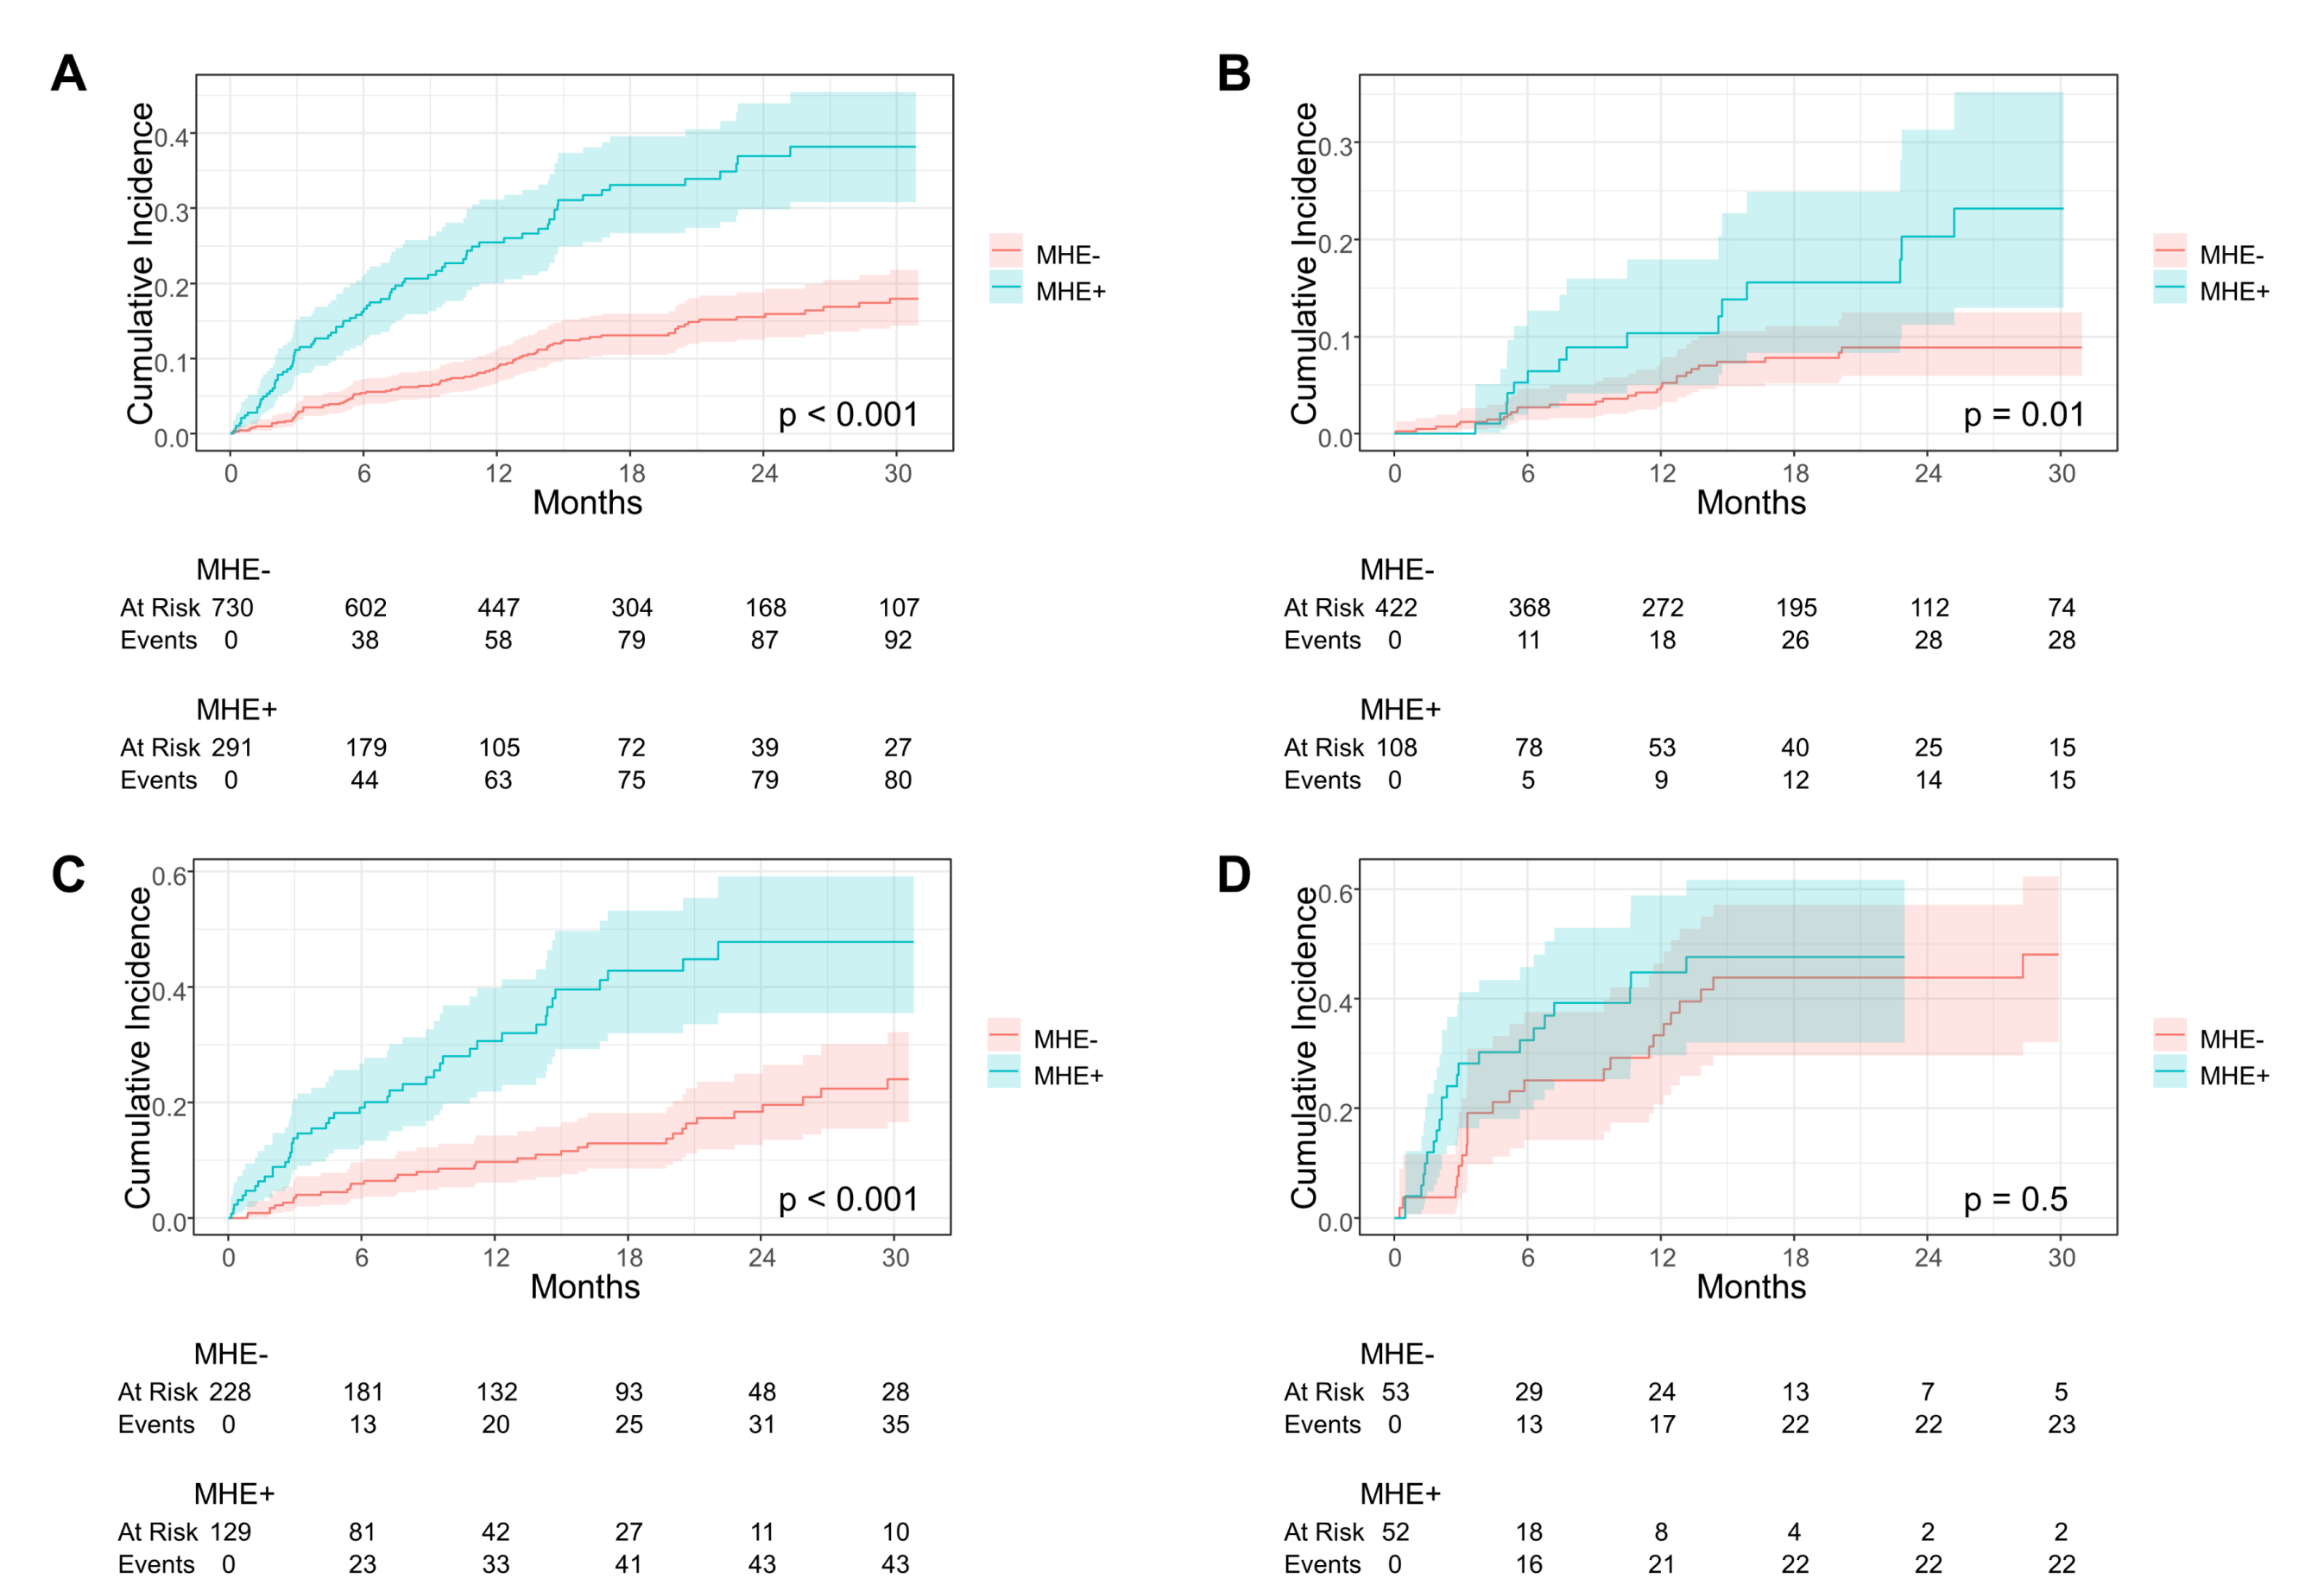 A
Cumulative Incidence
0.4
0.3
0.2
0.1
0.0
p < 0.001
0 6 12 18 24 30
Months
MHE-
MHE+
MHE-
At Risk 730 602 447 304 168 107
Events 0 38 58 79 87 92
MHE+
At Risk 291 179 105 72 39 27
Events 0 44 63 75 79 80
B
Cumulative Incidence
0.3
0.2
0.1
0.0
p = 0.01
0 6 12 18 24 30
Months
MHE-
MHE+
MHE-
At Risk 422 368 272 195 112 74
Events 0 11 18 26 28 28
MHE+
At Risk 108 78 53 40 25 15
Events 0 5 9 12 14 15
C
Cumulative Incidence
0.6
0.4
0.2
0.0
p < 0.001
0 6 12 18 24 30
Months
MHE-
MHE+
MHE-
At Risk 228 181 132 93 48 28
Events 0 13 20 25 31 35
MHE+
At Risk 129 81 42 27 11 10
Events 0 23 33 41 43 43
D
Cumulative Incidence
0.6
0.4
0.2
0.0
p = 0.5
0 6 12 18 24 30
Months
MHE-
MHE+
MHE-
At Risk 53 29 24 13 7 5
Events 0 13 17 22 22 23
MHE+
At Risk 52 18 8 4 2 2
Events 0 16 21 22 22 22